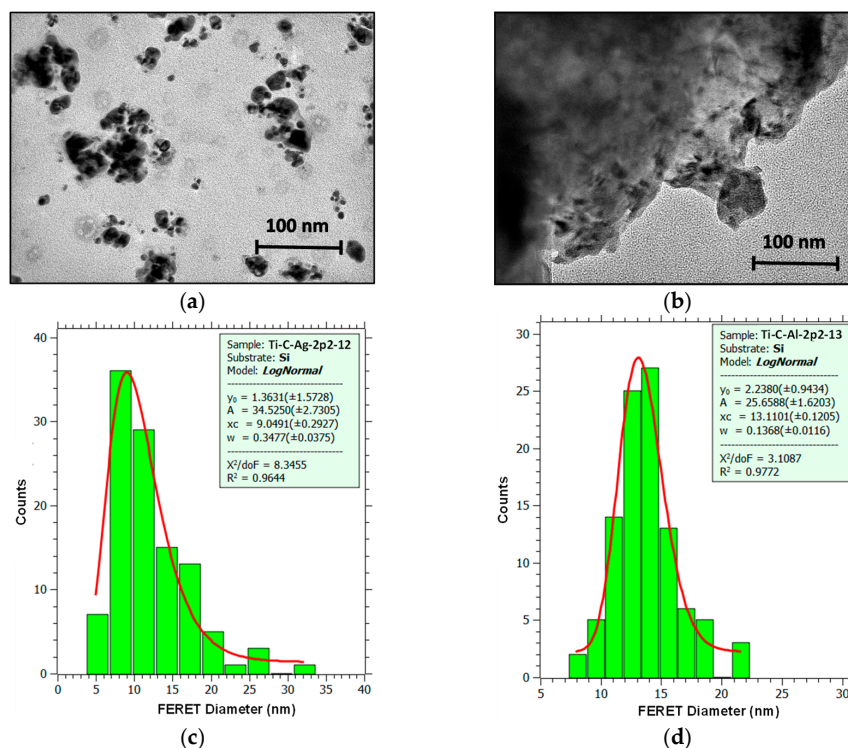 100 nm
(a)
100 nm
(b)
40
30
20
10
0
Counts
Sample: Ti-C-Ag-2p2-12
Substrate: Si
Model: LogNormal
y₀ = 1.3631(±1.5728)
A = 34.5250(±2.7305)
xc = 9.0491(±0.2927)
w = 0.3477(±0.0375)
X²/doF = 8.3455
R² = 0.9644
0 5 10 15 20 25 30 35 40
FERET Diameter (nm)
(c)
30
25
20
15
10
5
0
Counts
Sample: Ti-C-Al-2p2-13
Substrate: Si
Model: LogNormal
y₀ = 2.2380(±0.9434)
A = 25.6588(±1.6203)
xc = 13.1101(±0.1205)
w = 0.1368(±0.0116)
X²/doF = 3.1087
R² = 0.9772
5 10 15 20 25 30
FERET Diameter (nm)
(d)